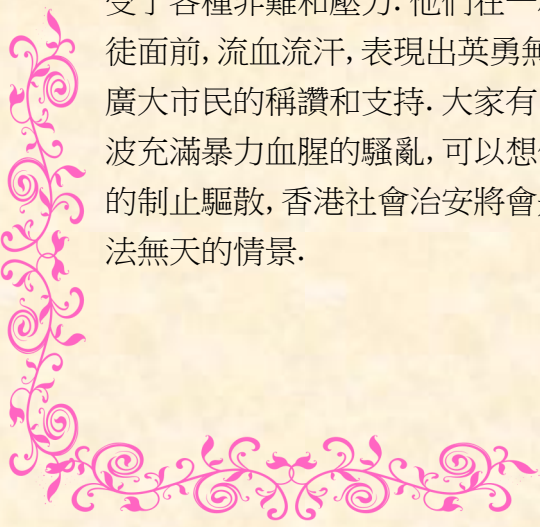 受了各種非難和壓力.他們在一
徒面前,流血流汗,表現出英勇無
廣大市民的稱讚和支持.大家有
波充滿暴力血腥的騷亂,可以想
的制止驅散,香港社會治安將會
法無天的情景.